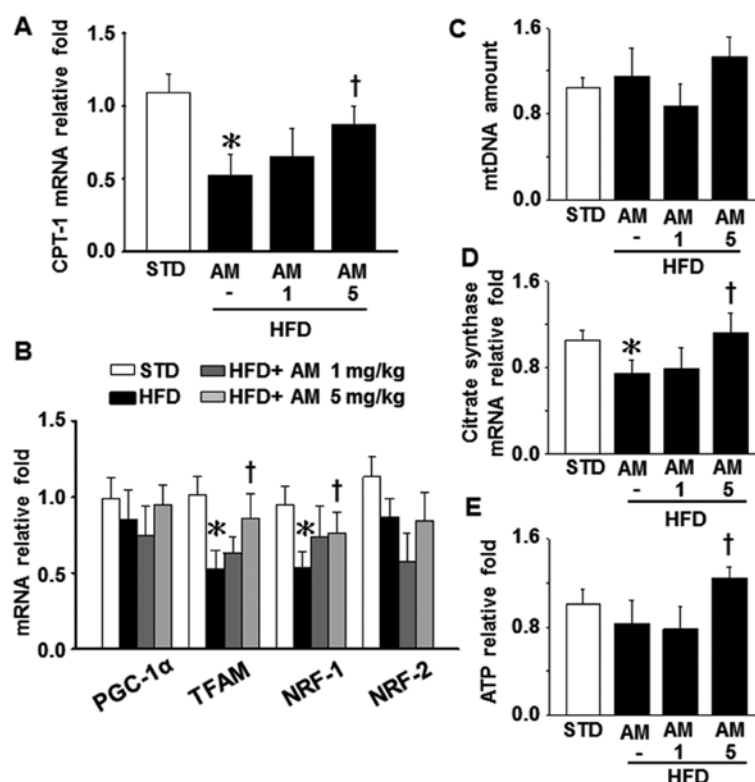 A
CPT-1 mRNA relative fold
1.5
1.0
0.5
0.0
*
†
STD AM AM AM
- 1 5
HFD
B
STD HFD+ AM 1 mg/kg
HFD HFD+ AM 5 mg/kg
mRNA relative fold
1.5
1.0
0.5
0.0
* † * †
PGC-1α TFAM NRF-1 NRF-2
C
mtDNA amount
1.6
1.2
1.0
STD AM AM AM
- 1 5
HFD
D
Citrate synthase
mRNA relative fold
1.6
0.8
0.0
*
†
STD AM AM AM
- 1 5
HFD
E
ATP relative fold
1.6
0.8
0.0
†
STD AM AM AM
- 1 5
HFD